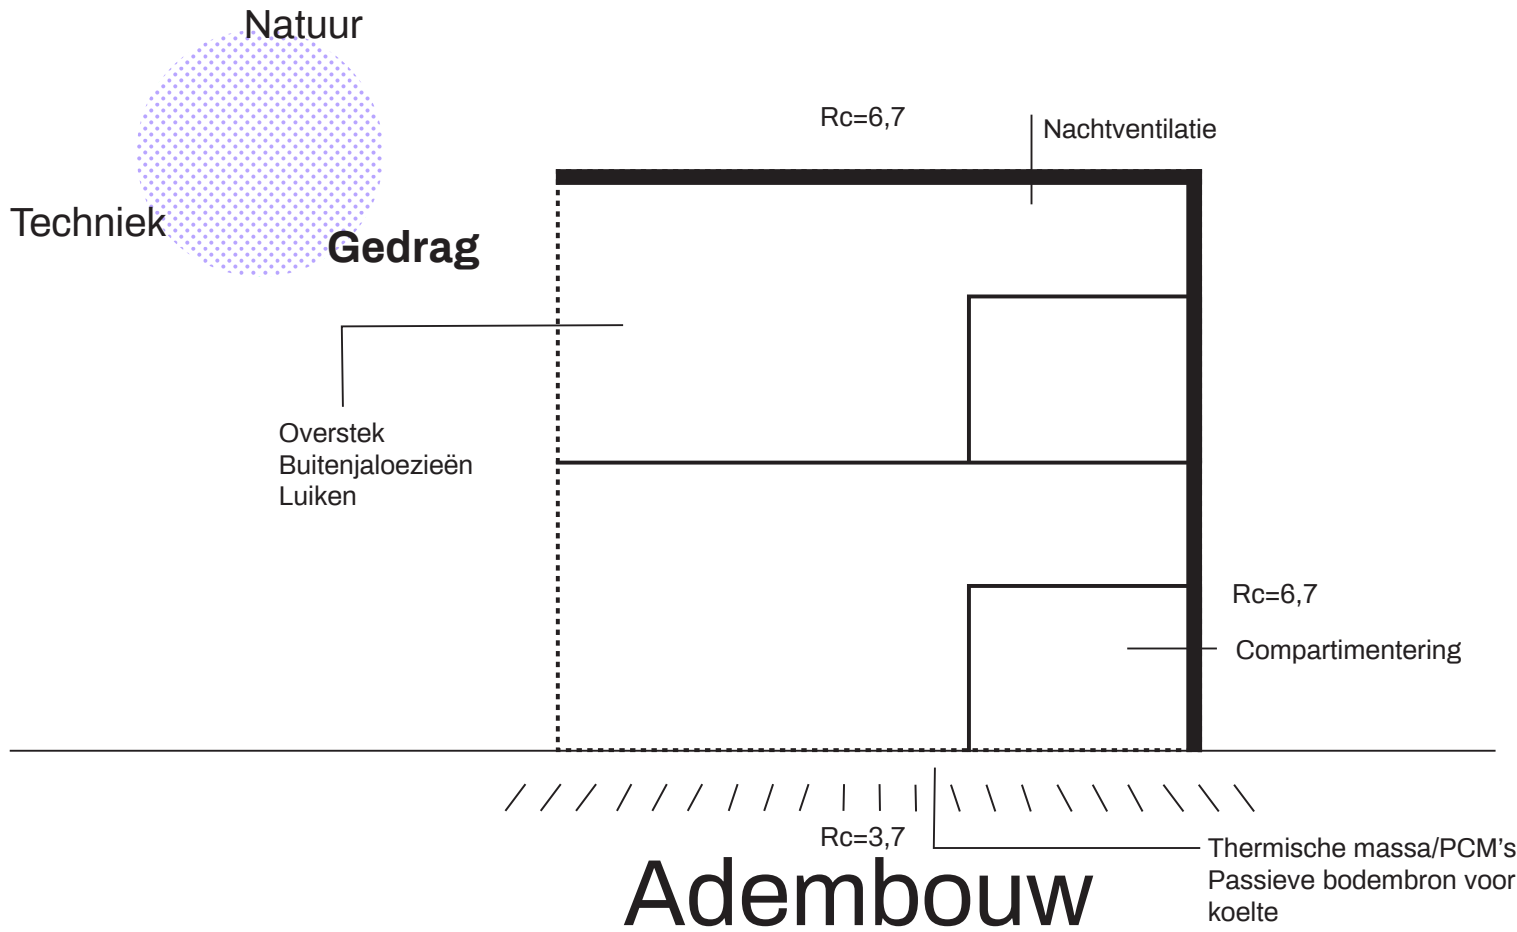 Natuur
Techniek
Gedrag
Rc=6,7
Nachtventilatie
Overstek
Buitenjaloezieën
Luiken
Rc=6,7
Compartimentering
Rc=3,7
Thermische massa/PCM’s
Passieve bodembron voor
koelte
Adembouw